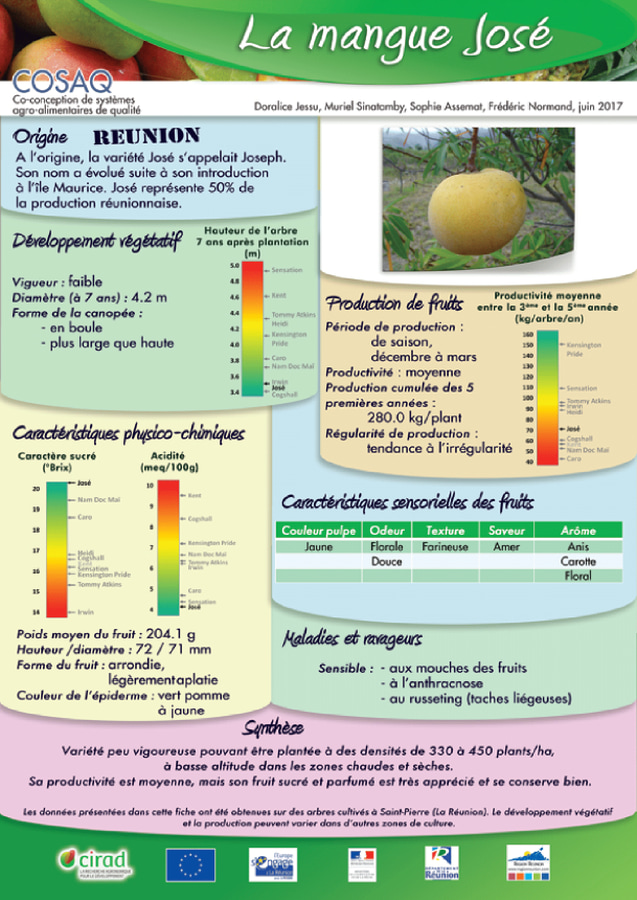 La mangue José
COSAQ
Co-conception de systèmes
agro-alimentaires de qualité
Doralice Jessu, Muriel Sinatomby, Sophie Assemat, Frédéric Normand, juin 2017
Origine REUNION
A l'origine, la variété José s'appelait Joseph.
Son nom a évolué suite à son introduction
à l'île Maurice. José représente 50% de
la production réunionnaise.
Développement végétatif
Vigueur : faible
Diamètre (à 7 ans) : 4.2 m
Forme de la canopée :
- en boule
- plus large que haute
Hauteur de l'arbre
7 ans après plantation
(m)
5.0
Sensation
4.8
4.6
Kent
4.4
Tommy Atkins
Heidi
4.2
Kensington
Pride
4.0
3.8
Caro
Nam Doc Mai
3.6
Irwin
José
3.4
Cogshall
Production de fruits
Période de production :
de saison,
décembre à mars
Productivité : moyenne
Production cumulée des 5
premières années :
280.0 kg/plant
Régularité de production :
tendance à l'irrégularité
Productivité moyenne
entre la 3ème et la 5ème année
(kg/arbre/an)
160
150
Kensington
Pride
140
130
120
110
Sensation
100
Tommy Atkins
Irwin
90
Heidi
80
70
José
60
Cogshall
50
Nam Doc Mai
40
Caro
Caractéristiques physico-chimiques
Caractère sucré
(°Brix)
20
José
Nam Doc Mai
19
Caro
18
17
Heidi
Cogshall
16
Sensation
Kensington Pride
15
Tommy Atkins
14
Irwin
Acidité
(meq/100g)
10
Kent
9
Cogshall
8
7
Kensington Pride
Nam Doc Mai
6
Tommy Atkins
Irwin
5
Caro
Sensation
4
José
Poids moyen du fruit : 204.1 g
Hauteur /diamètre : 72 / 71 mm
Forme du fruit : arrondie,
légèrementaplatie
Couleur de l'épiderme : vert pomme
à jaune
Caractéristiques sensorielles des fruits
Couleur pulpe Odeur Texture Saveur Arôme
Jaune Florale Farineuse Amer Anis
Douce Carotte
Floral
Maladies et ravageurs
Sensible : - aux mouches des fruits
- à l'anthracnose
- au russeting (taches liégeuses)
Synthèse
Variété peu vigoureuse pouvant être plantée à des densités de 330 à 450 plants/ha,
à basse altitude dans les zones chaudes et sèches.
Sa productivité est moyenne, mais son fruit sucré et parfumé est très apprécié et se conserve bien.
Les données présentées dans cette fiche ont été obtenues sur des arbres cultivés à Saint-Pierre (La Réunion). Le développement végétatif
et la production peuvent varier dans d'autres zones de culture.
cirad
LA RECHERCHE AGRONOMIQUE
POUR LE DÉVELOPPEMENT
L'Europe
engage
à La Réunion
DÉPARTEMENT
de La Réunion
RÉGION RÉUNION